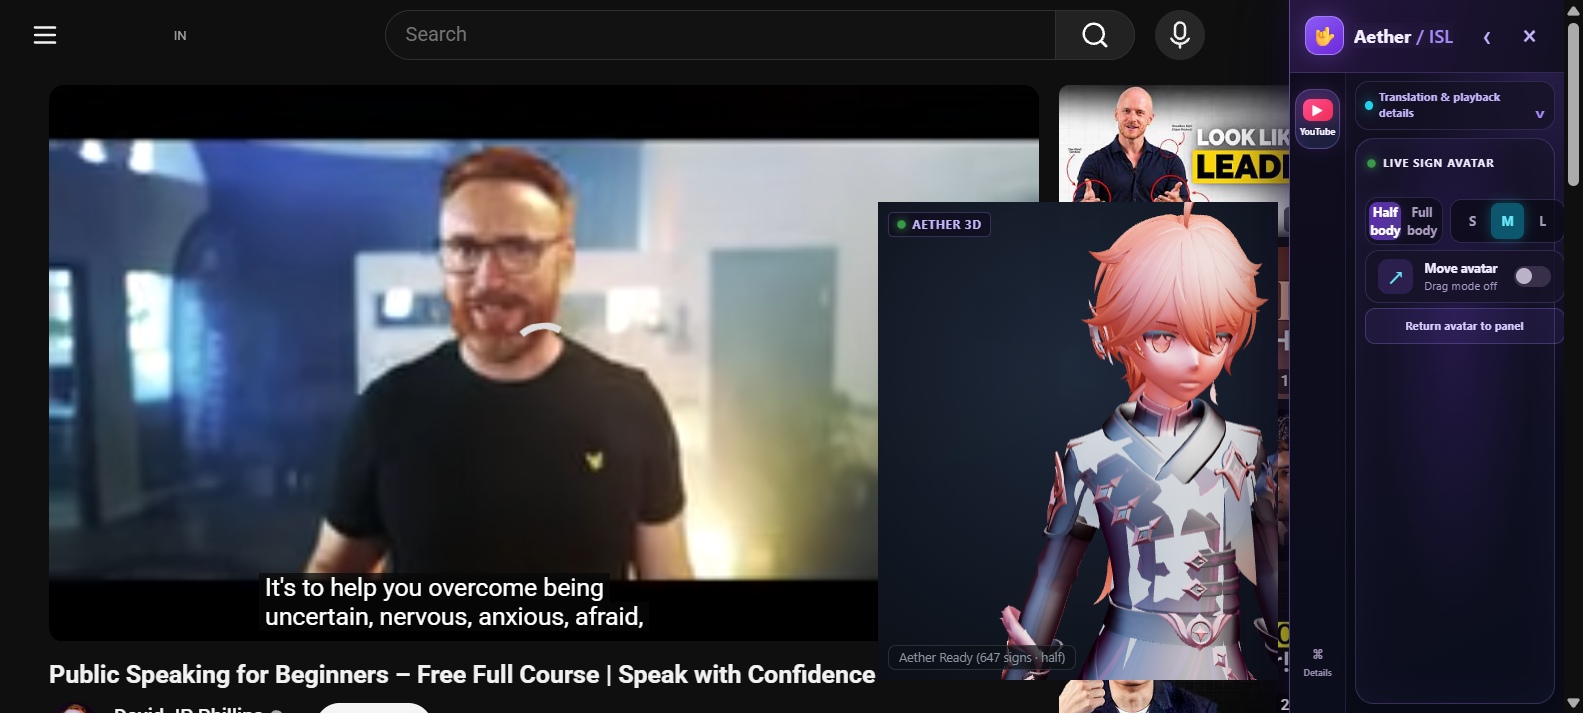 IN
Search
Aether / ISL
YouTube
Translation & playback
details
LIVE SIGN AVATAR
Half
body
Full
body
S
M
L
Move avatar
Drag mode off
Return avatar to panel
Details
LOOK LIK
LEAD
AETHER 3D
Aether Ready (647 signs · half)
It's to help you overcome being
uncertain, nervous, anxious, afraid,
Public Speaking for Beginners – Free Full Course | Speak with Confidence
1
2